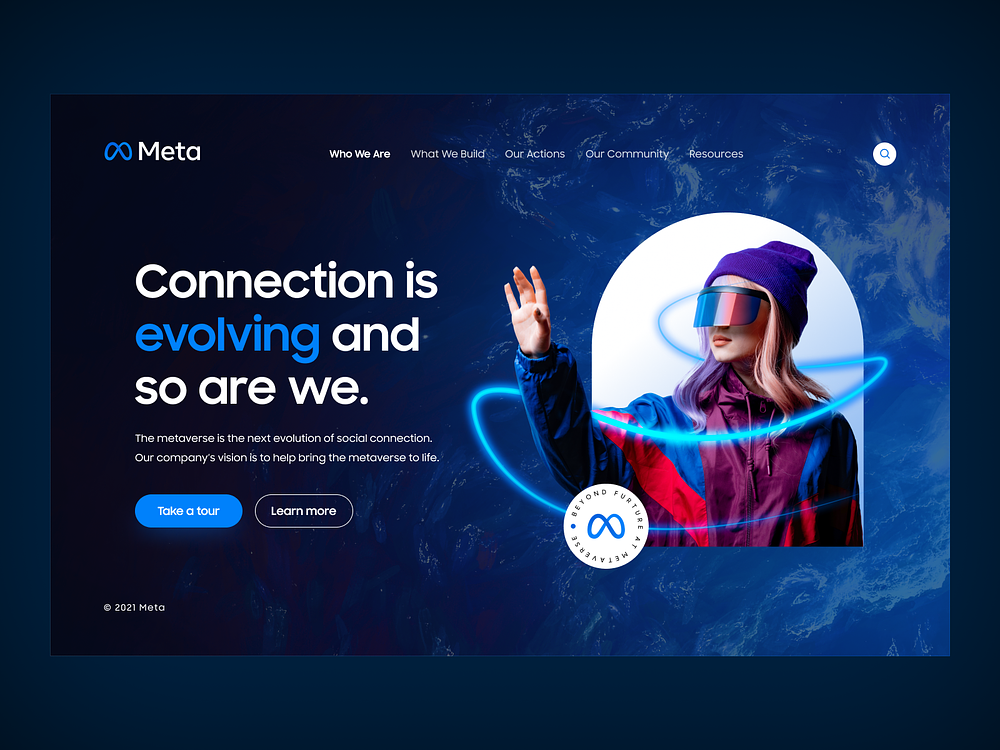 Meta
Who We Are What We Build Our Actions Our Community Resources
Connection is
evolving and
so are we.
The metaverse is the next evolution of social connection.
Our company's vision is to help bring the metaverse to life.
Take a tour Learn more
BEYOND FURTURE AT METAVERSE
© 2021 Meta